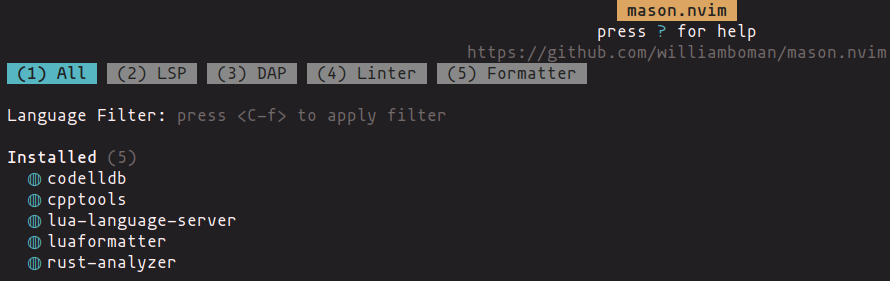 mason.nvim
press ? for help
https://github.com/williamboman/mason.nvim
(1) All (2) LSP (3) DAP (4) Linter (5) Formatter
Language Filter: press <C-f> to apply filter
Installed (5)
codelldb
cpptools
lua-language-server
luaformatter
rust-analyzer